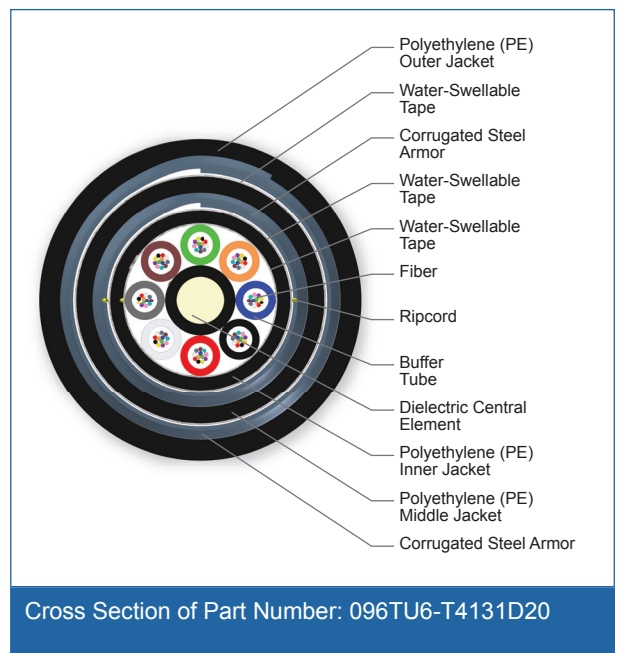 Polyethylene (PE)
Outer Jacket
Water-Swellable
Tape
Corrugated Steel
Armor
Water-Swellable
Tape
Water-Swellable
Tape
Fiber
Ripcord
Buffer
Tube
Dielectric Central
Element
Polyethylene (PE)
Inner Jacket
Polyethylene (PE)
Middle Jacket
Corrugated Steel Armor
Cross Section of Part Number: 096TU6-T4131D20